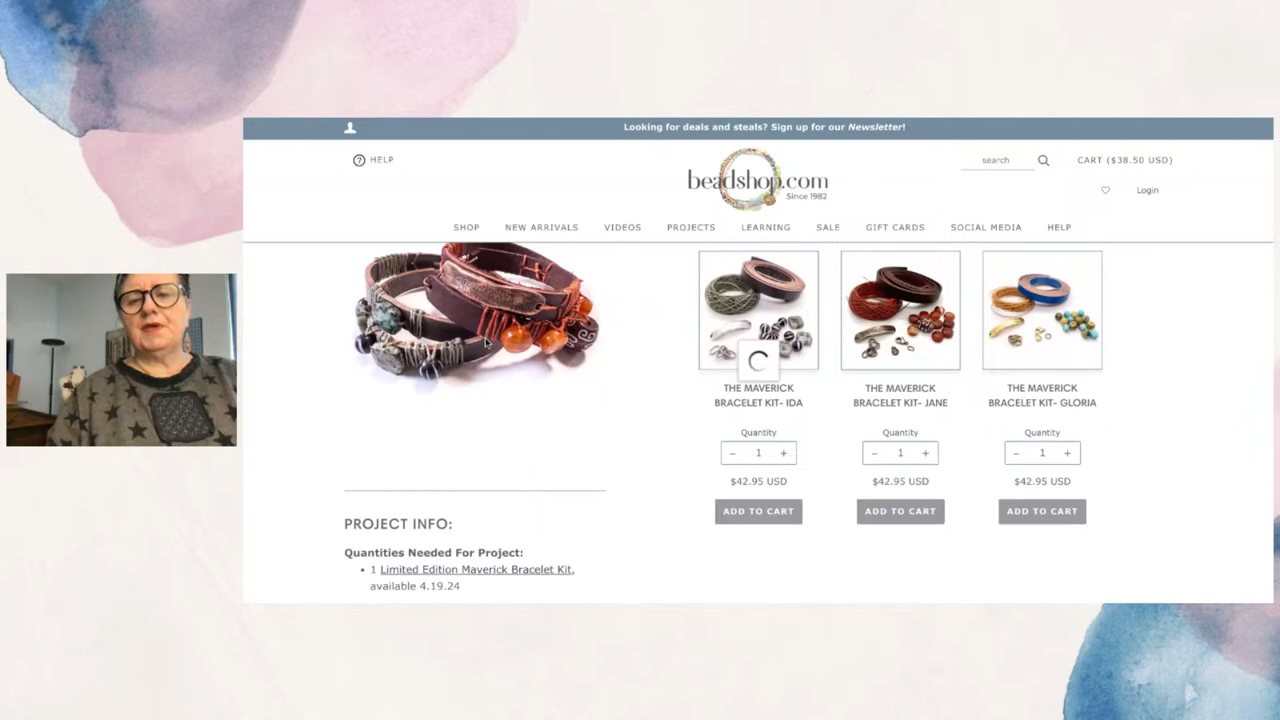 Looking for deals and steals? Sign up for our Newsletter!
? HELP
beadshop.com
Since 1982
search
CART ($38.50 USD)
Login
SHOP NEW ARRIVALS VIDEOS PROJECTS LEARNING SALE GIFT CARDS SOCIAL MEDIA HELP
THE MAVERICK
BRACELET KIT- IDA
Quantity
− 1 +
$42.95 USD
ADD TO CART
THE MAVERICK
BRACELET KIT- JANE
Quantity
− 1 +
$42.95 USD
ADD TO CART
THE MAVERICK
BRACELET KIT- GLORIA
Quantity
− 1 +
$42.95 USD
ADD TO CART
PROJECT INFO:
Quantities Needed For Project:
• 1 Limited Edition Maverick Bracelet Kit,
available 4.19.24